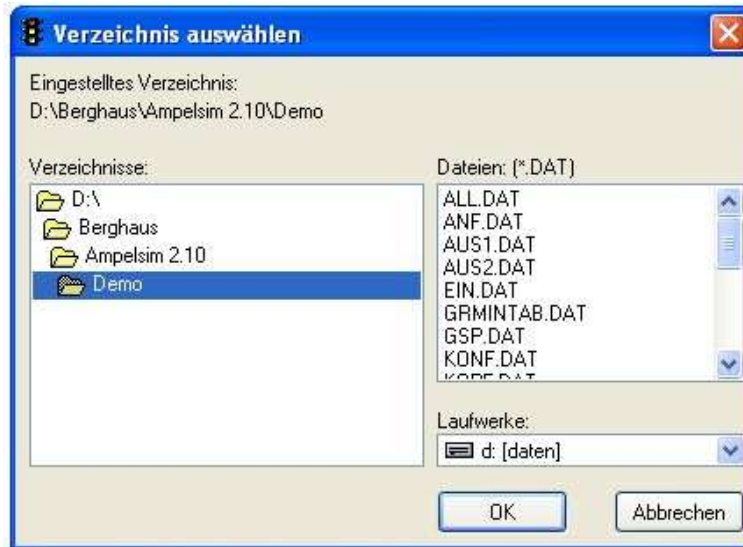 Verzeichnis auswählen
Eingestelltes Verzeichnis:
D:\Berghaus\Ampelsim 2.10\Demo
Verzeichnisse:
D:\
Berghaus
Ampelsim 2.10
Demo
Dateien: (*.DAT)
ALL.DAT
ANF.DAT
AUS1.DAT
AUS2.DAT
EIN.DAT
GRMINTAB.DAT
GSP.DAT
KONF.DAT
Laufwerke:
d: [daten]
OK
Abbrechen